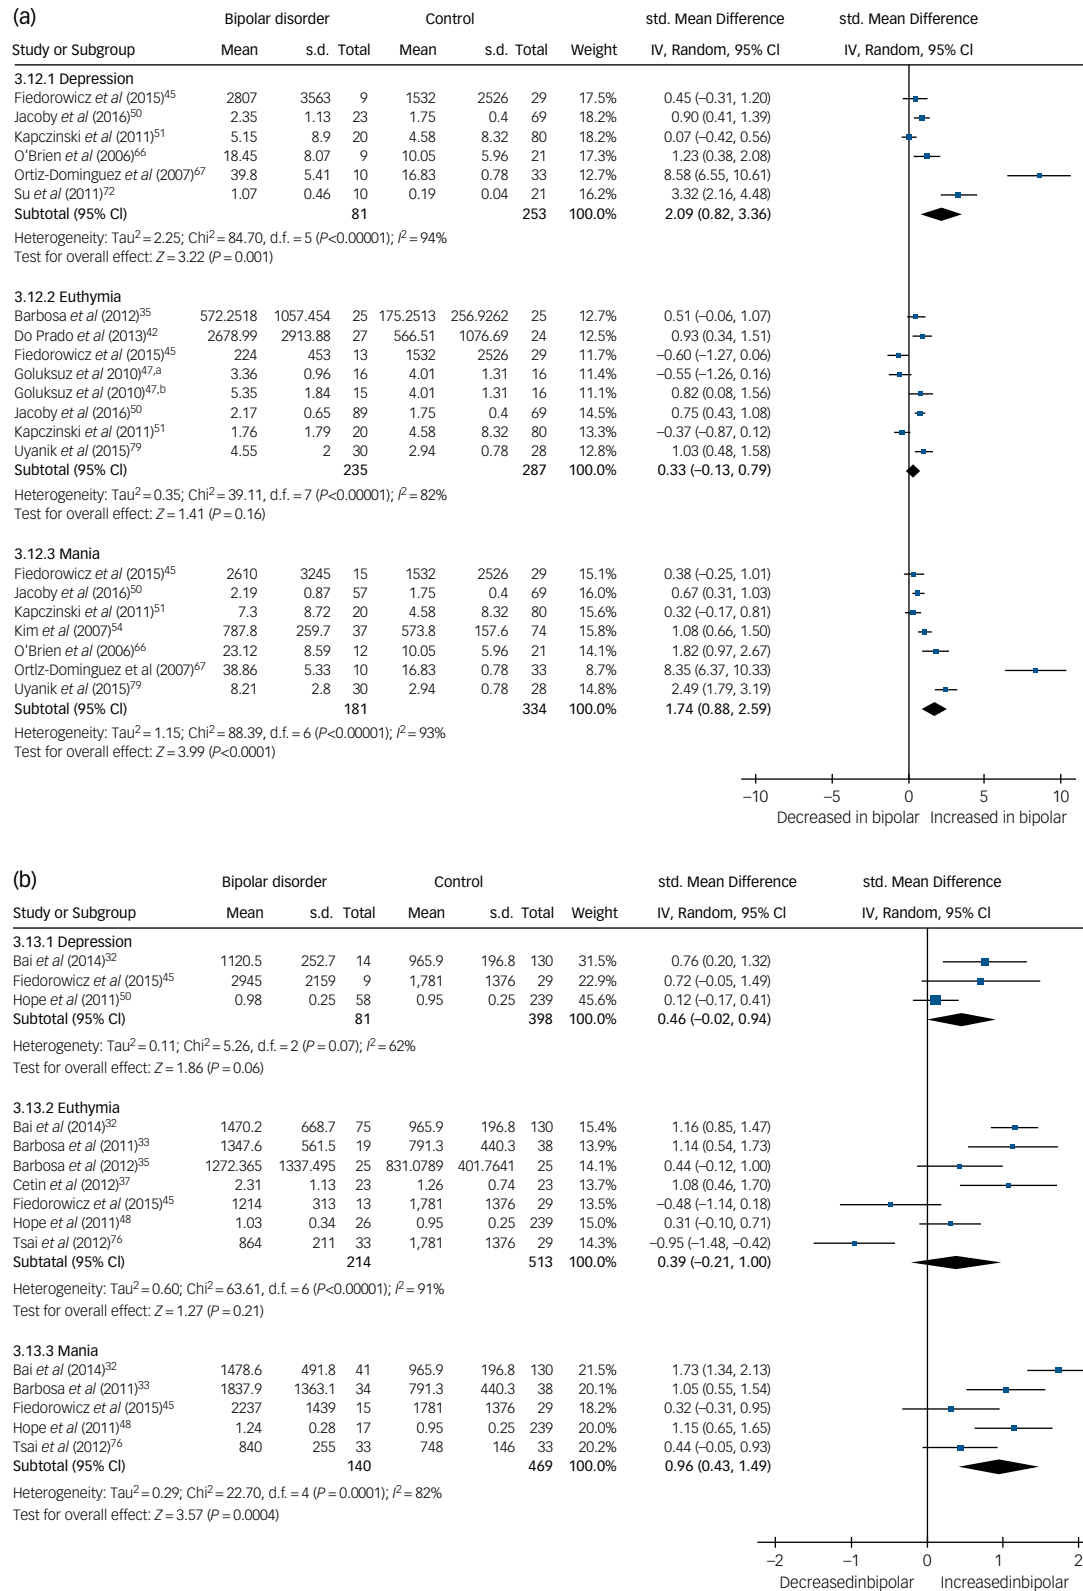 (a)
Bipolar disorder Control std. Mean Difference std. Mean Difference
Study or Subgroup Mean s.d. Total Mean s.d. Total Weight IV, Random, 95% CI IV, Random, 95% CI
3.12.1 Depression
Fiedorowicz et al (2015)45 2807 3563 9 1532 2526 29 17.5% 0.45 (–0.31, 1.20)
Jacoby et al (2016)50 2.35 1.13 23 1.75 0.4 69 18.2% 0.90 (0.41, 1.39)
Kapczinski et al (2011)51 5.15 8.9 20 4.58 8.32 80 18.2% 0.07 (–0.42, 0.56)
O'Brien et al (2006)66 18.45 8.07 9 10.05 5.96 21 17.3% 1.23 (0.38, 2.08)
Ortiz-Dominguez et al (2007)67 39.8 5.41 10 16.83 0.78 33 12.7% 8.58 (6.55, 10.61)
Su et al (2011)72 1.07 0.46 10 0.19 0.04 21 16.2% 3.32 (2.16, 4.48)
Subtotal (95% CI) 81 253 100.0% 2.09 (0.82, 3.36)
Heterogeneity: Tau2 = 2.25; Chi2 = 84.70, d.f. = 5 (P<0.00001); I2 = 94%
Test for overall effect: Z = 3.22 (P = 0.001)
3.12.2 Euthymia
Barbosa et al (2012)35 572.2518 1057.454 25 175.2513 256.9262 25 12.7% 0.51 (–0.06, 1.07)
Do Prado et al (2013)42 2678.99 2913.88 27 566.51 1076.69 24 12.5% 0.93 (0.34, 1.51)
Fiedorowicz et al (2015)45 224 453 13 1532 2526 29 11.7% –0.60 (–1.27, 0.06)
Goluksuz et al 2010)47,a 3.36 0.96 16 4.01 1.31 16 11.1% –0.55 (–1.26, 0.16)
Goluksuz et al 2010)47,b 5.35 1.84 15 4.01 1.31 16 11.1% 0.82 (0.08, 1.56)
Jacoby et al (2016)50 2.17 0.65 89 1.75 0.4 69 14.5% 0.75 (0.43, 1.08)
Kapczinski et al (2011)51 1.76 1.79 20 4.58 8.32 80 13.3% –0.37 (–0.87, 0.12)
Uyanik et al (2015)79 4.55 2 30 2.94 0.78 28 12.8% 1.03 (0.48, 1.58)
Subtotal (95% CI) 235 287 100.0% 0.33 (–0.13, 0.79)
Heterogeneity: Tau2 = 0.35; Chi2 = 39.11, d.f. = 7 (P<0.00001); I2 = 82%
Test for overall effect: Z = 1.41 (P = 0.16)
3.12.3 Mania
Fiedorowicz et al (2015)45 2610 3245 15 1532 2526 29 15.1% 0.38 (–0.25, 1.01)
Jacoby et al (2016)50 2.19 0.87 57 1.75 0.4 69 16.0% 0.67 (0.31, 1.03)
Kapczinski et al (2011)51 7.3 8.72 20 4.58 8.32 80 15.6% 0.32 (–0.17, 0.81)
Kim et al (2007)54 787.8 259.7 37 573.8 157.6 74 15.8% 1.08 (0.66, 1.50)
O'Brien et al (2006)66 23.12 8.59 12 10.05 5.96 21 14.1% 1.82 (0.97, 2.67)
Ortlz-Dominguez et al (2007)67 38.86 5.33 10 16.83 0.78 33 8.7% 8.35 (6.37, 10.33)
Uyanik et al (2015)79 8.21 2.8 30 2.94 0.78 28 14.8% 2.49 (1.79, 3.19)
Subtotal (95% CI) 181 334 100.0% 1.74 (0.88, 2.59)
Heterogeneity: Tau2 = 1.15; Chi2 = 88.39, d.f. = 6 (P<0.00001); I2 = 93%
Test for overall effect: Z = 3.99 (P<0.0001)
–10 –5 0 5 10
Decreased in bipolar Increased in bipolar
(b)
Bipolar disorder Control std. Mean Difference std. Mean Difference
Study or Subgroup Mean s.d. Total Mean s.d. Total Weight IV, Random, 95% CI IV, Random, 95% CI
3.13.1 Depression
Bai et al (2014)32 1120.5 252.7 14 965.9 196.8 130 31.5% 0.76 (0.20, 1.32)
Fiedorowicz et al (2015)45 2945 2159 9 1,781 1376 29 22.9% 0.72 (–0.05, 1.49)
Hope et al (2011)50 0.98 0.25 58 0.95 0.25 239 45.6% 0.12 (–0.17, 0.41)
Subtotal (95% CI) 81 398 100.0% 0.46 (–0.02, 0.94)
Heterogenety: Tau2 = 0.11; Chi2 = 5.26, d.f. = 2 (P = 0.07); I2 = 62%
Test for overall effect: Z = 1.86 (P = 0.06)
3.13.2 Euthymia
Bai et al (2014)32 1470.2 668.7 75 965.9 196.8 130 15.4% 1.16 (0.85, 1.47)
Barbosa et al (2011)33 1347.6 561.5 19 791.3 440.3 38 13.9% 1.14 (0.54, 1.73)
Barbosa et al (2012)35 1272.365 1337.495 25 831.0789 401.7641 25 14.1% 0.44 (–0.12, 1.00)
Cetin et al (2012)37 2.31 1.13 23 1.26 0.74 23 13.7% 1.08 (0.46, 1.70)
Fiedorowicz et al (2015)45 1214 313 13 1,781 1376 29 13.5% –0.48 (–1.14, 0.18)
Hope et al (2011)48 1.03 0.34 26 0.95 0.25 239 15.0% 0.31 (–0.10, 0.71)
Tsai et al (2012)76 864 211 33 1,781 1376 29 14.3% –0.95 (–1.48, –0.42)
Subtatal (95% CI) 214 513 100.0% 0.39 (–0.21, 1.00)
Heterogeneity: Tau2 = 0.60; Chi2 = 63.61, d.f. = 6 (P<0.00001); I2 = 91%
Test for overall effect: Z = 1.27 (P = 0.21)
3.13.3 Mania
Bai et al (2014)32 1478.6 491.8 41 965.9 196.8 130 21.5% 1.73 (1.34, 2.13)
Barbosa et al (2011)33 1837.9 1363.1 34 791.3 440.3 38 20.1% 1.05 (0.55, 1.54)
Fiedorowicz et al (2015)45 2237 1439 15 1781 1376 29 18.2% 0.32 (–0.31, 0.95)
Hope et al (2011)48 1.24 0.28 17 0.95 0.25 239 20.0% 1.15 (0.65, 1.65)
Tsai et al (2012)76 840 255 33 748 146 33 20.2% 0.44 (–0.05, 0.93)
Subtotal (95% CI) 140 469 100.0% 0.96 (0.43, 1.49)
Heterogeneity: Tau2 = 0.29; Chi2 = 22.70, d.f. = 4 (P = 0.0001); I2 = 82%
Test for overall effect: Z = 3.57 (P = 0.0004)
–2 –1 0 1 2
Decreasedinbipolar Increasedinbipolar